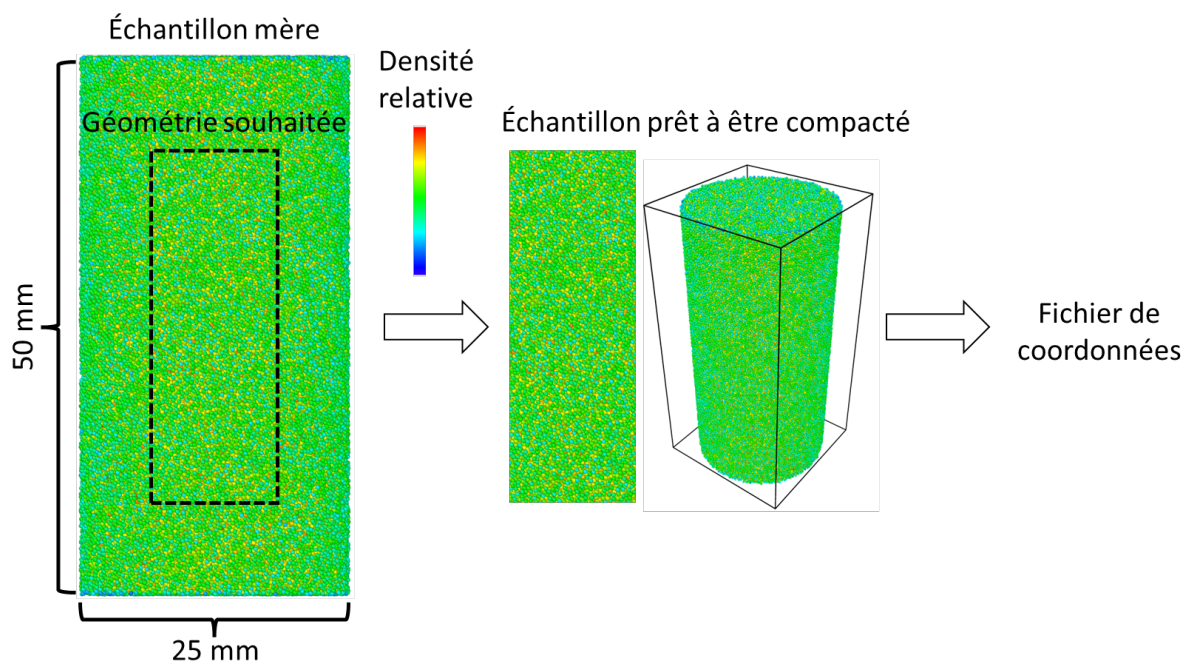 Échantillon mère
Densité
relative
Géométrie souhaitée
Échantillon prêt à être compacté
50 mm
Fichier de
coordonnées
25 mm